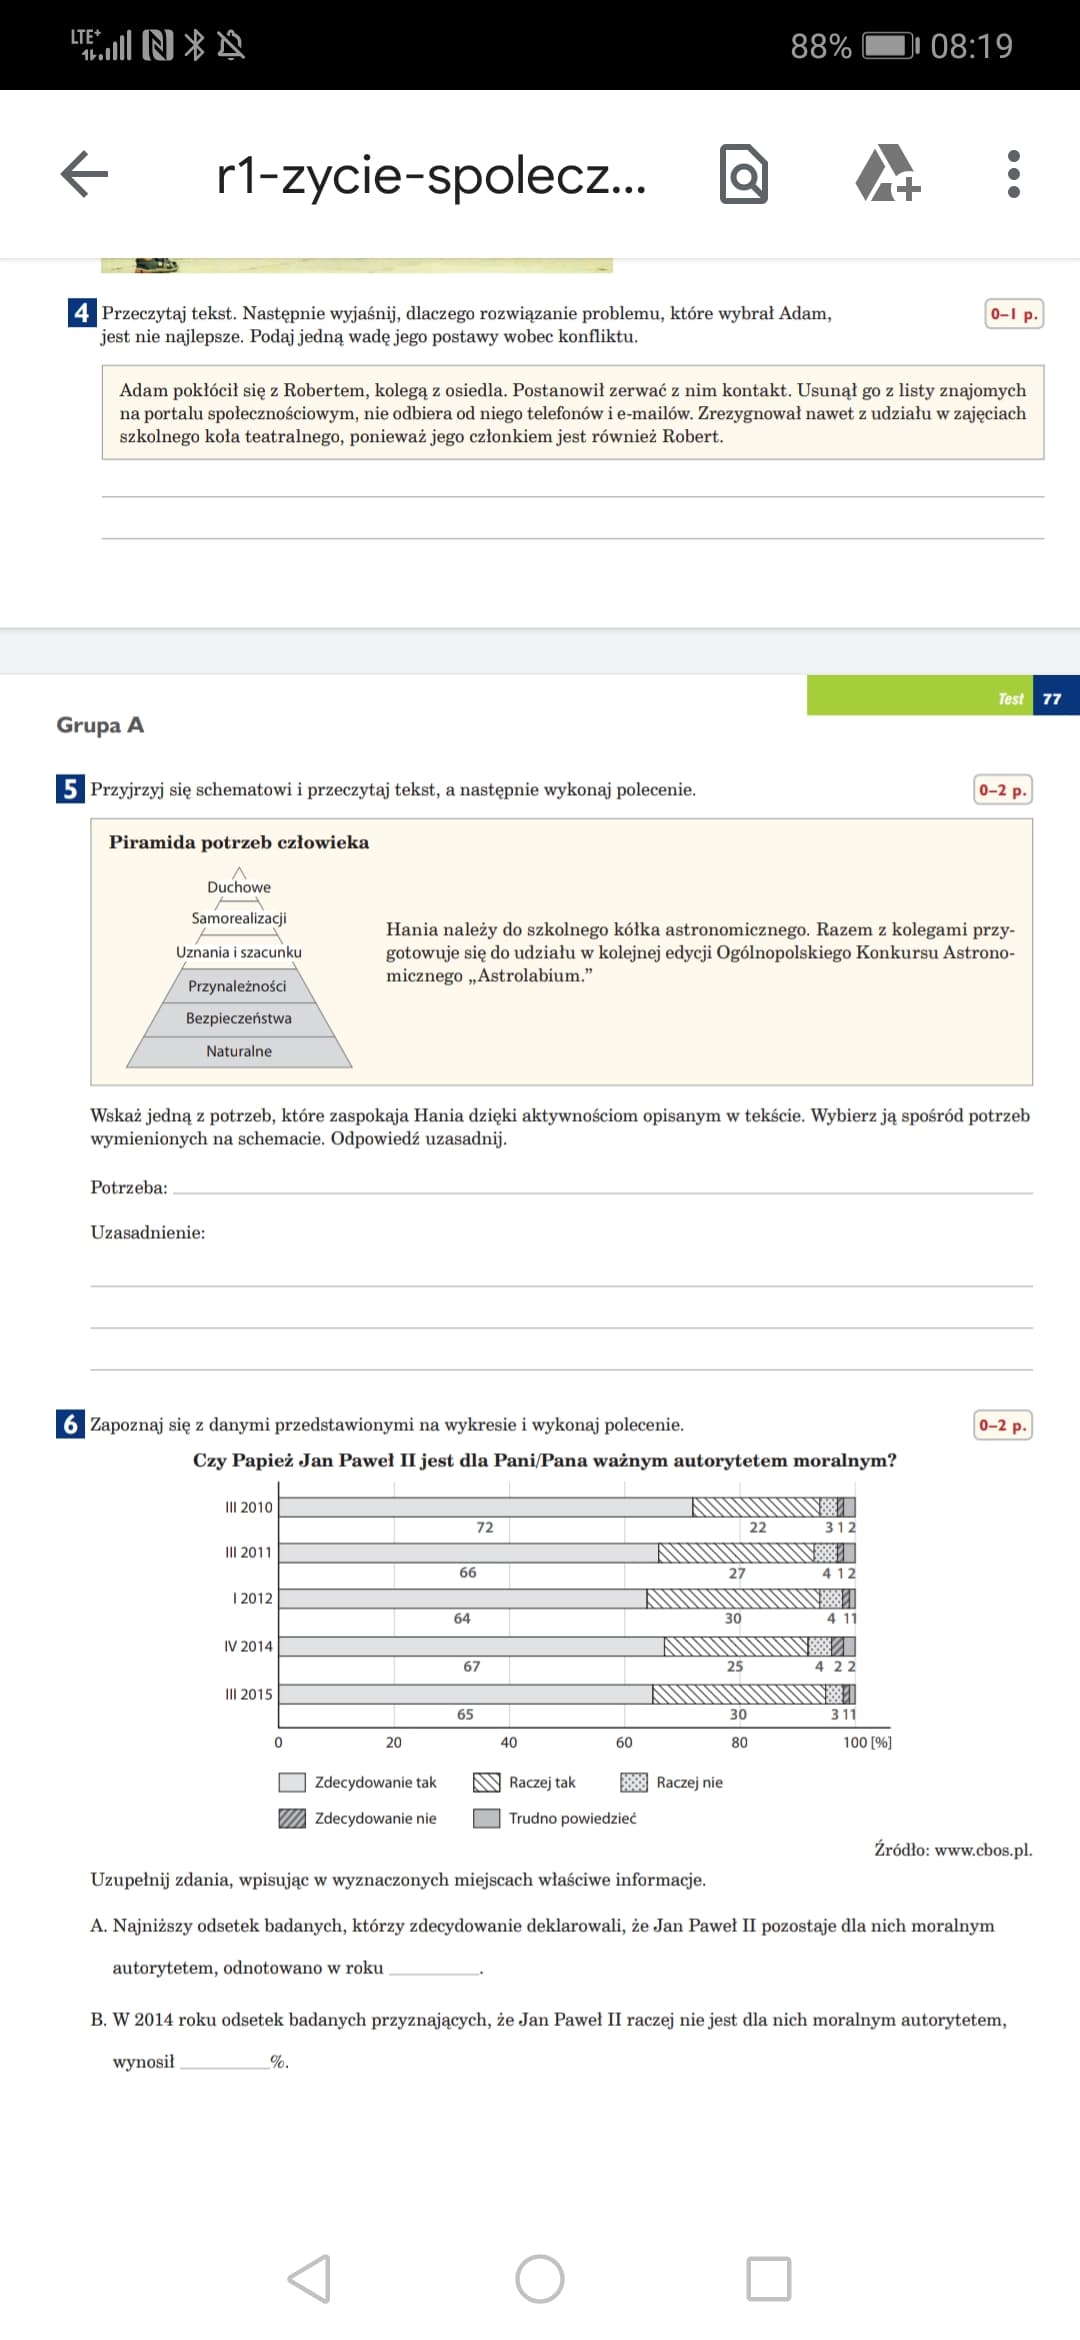 LTE+
88% 08:19
r1-zycie-spolecz...
4 Przeczytaj tekst. Następnie wyjaśnij, dlaczego rozwiązanie problemu, które wybrał Adam, 0–1 p.
jest nie najlepsze. Podaj jedną wadę jego postawy wobec konfliktu.
Adam pokłócił się z Robertem, kolegą z osiedla. Postanowił zerwać z nim kontakt. Usunął go z listy znajomych
na portalu społecznościowym, nie odbiera od niego telefonów i e-mailów. Zrezygnował nawet z udziału w zajęciach
szkolnego koła teatralnego, ponieważ jego członkiem jest również Robert.
Test 77
Grupa A
5 Przyjrzyj się schematowi i przeczytaj tekst, a następnie wykonaj polecenie. 0–2 p.
Piramida potrzeb człowieka
Duchowe
Samorealizacji
Uznania i szacunku
Przynależności
Bezpieczeństwa
Naturalne
Hania należy do szkolnego kółka astronomicznego. Razem z kolegami przy-
gotowuje się do udziału w kolejnej edycji Ogólnopolskiego Konkursu Astrono-
micznego „Astrolabium.”
Wskaż jedną z potrzeb, które zaspokaja Hania dzięki aktywnościom opisanym w tekście. Wybierz ją spośród potrzeb
wymienionych na schemacie. Odpowiedź uzasadnij.
Potrzeba:
Uzasadnienie:
6 Zapoznaj się z danymi przedstawionymi na wykresie i wykonaj polecenie. 0–2 p.
Czy Papież Jan Paweł II jest dla Pani/Pana ważnym autorytetem moralnym?
III 2010
72 22 3 1 2
III 2011
66 27 4 1 2
I 2012
64 30 4 1 1
IV 2014
67 25 4 2 2
III 2015
65 30 3 1 1
0 20 40 60 80 100 [%]
Zdecydowanie tak Raczej tak Raczej nie
Zdecydowanie nie Trudno powiedzieć
Źródło: www.cbos.pl.
Uzupełnij zdania, wpisując w wyznaczonych miejscach właściwe informacje.
A. Najniższy odsetek badanych, którzy zdecydowanie deklarowali, że Jan Paweł II pozostaje dla nich moralnym
autorytetem, odnotowano w roku ________.
B. W 2014 roku odsetek badanych przyznających, że Jan Paweł II raczej nie jest dla nich moralnym autorytetem,
wynosił ________%.